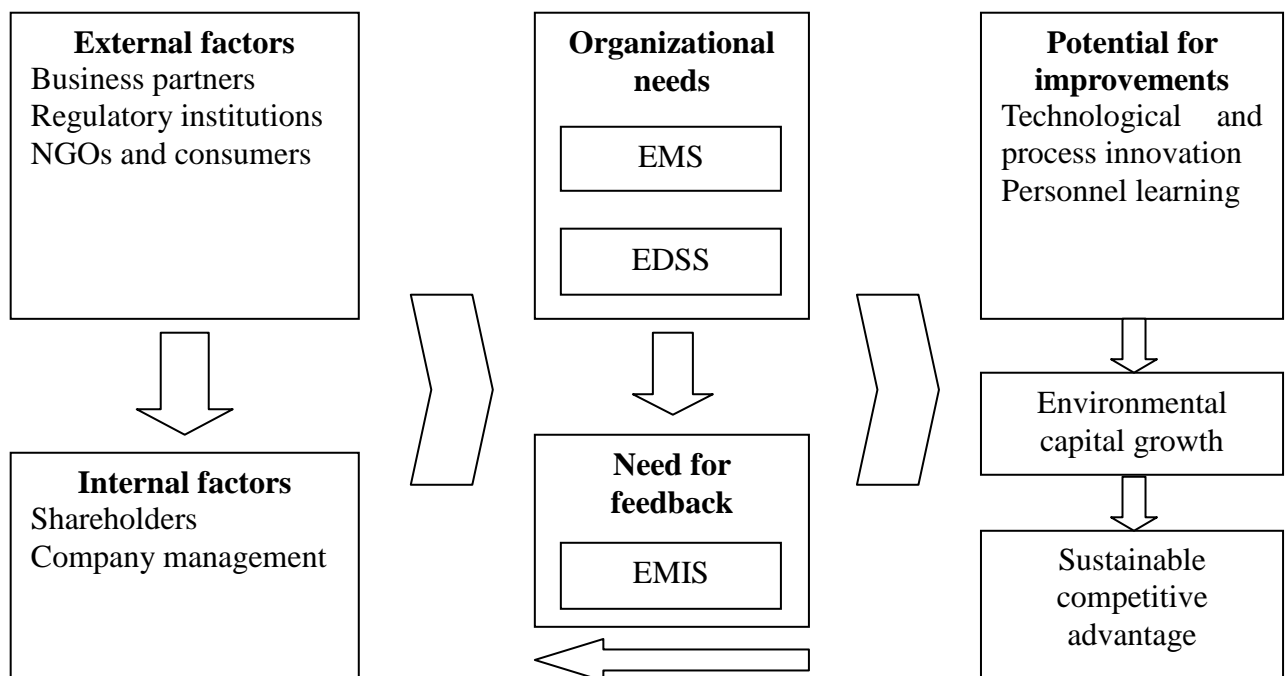 External factors
Business partners
Regulatory institutions
NGOs and consumers
Internal factors
Shareholders
Company management
Organizational
needs
EMS
EDSS
Need for
feedback
EMIS
Potential for
improvements
Technological and
process innovation
Personnel learning
Environmental
capital growth
Sustainable
competitive
advantage